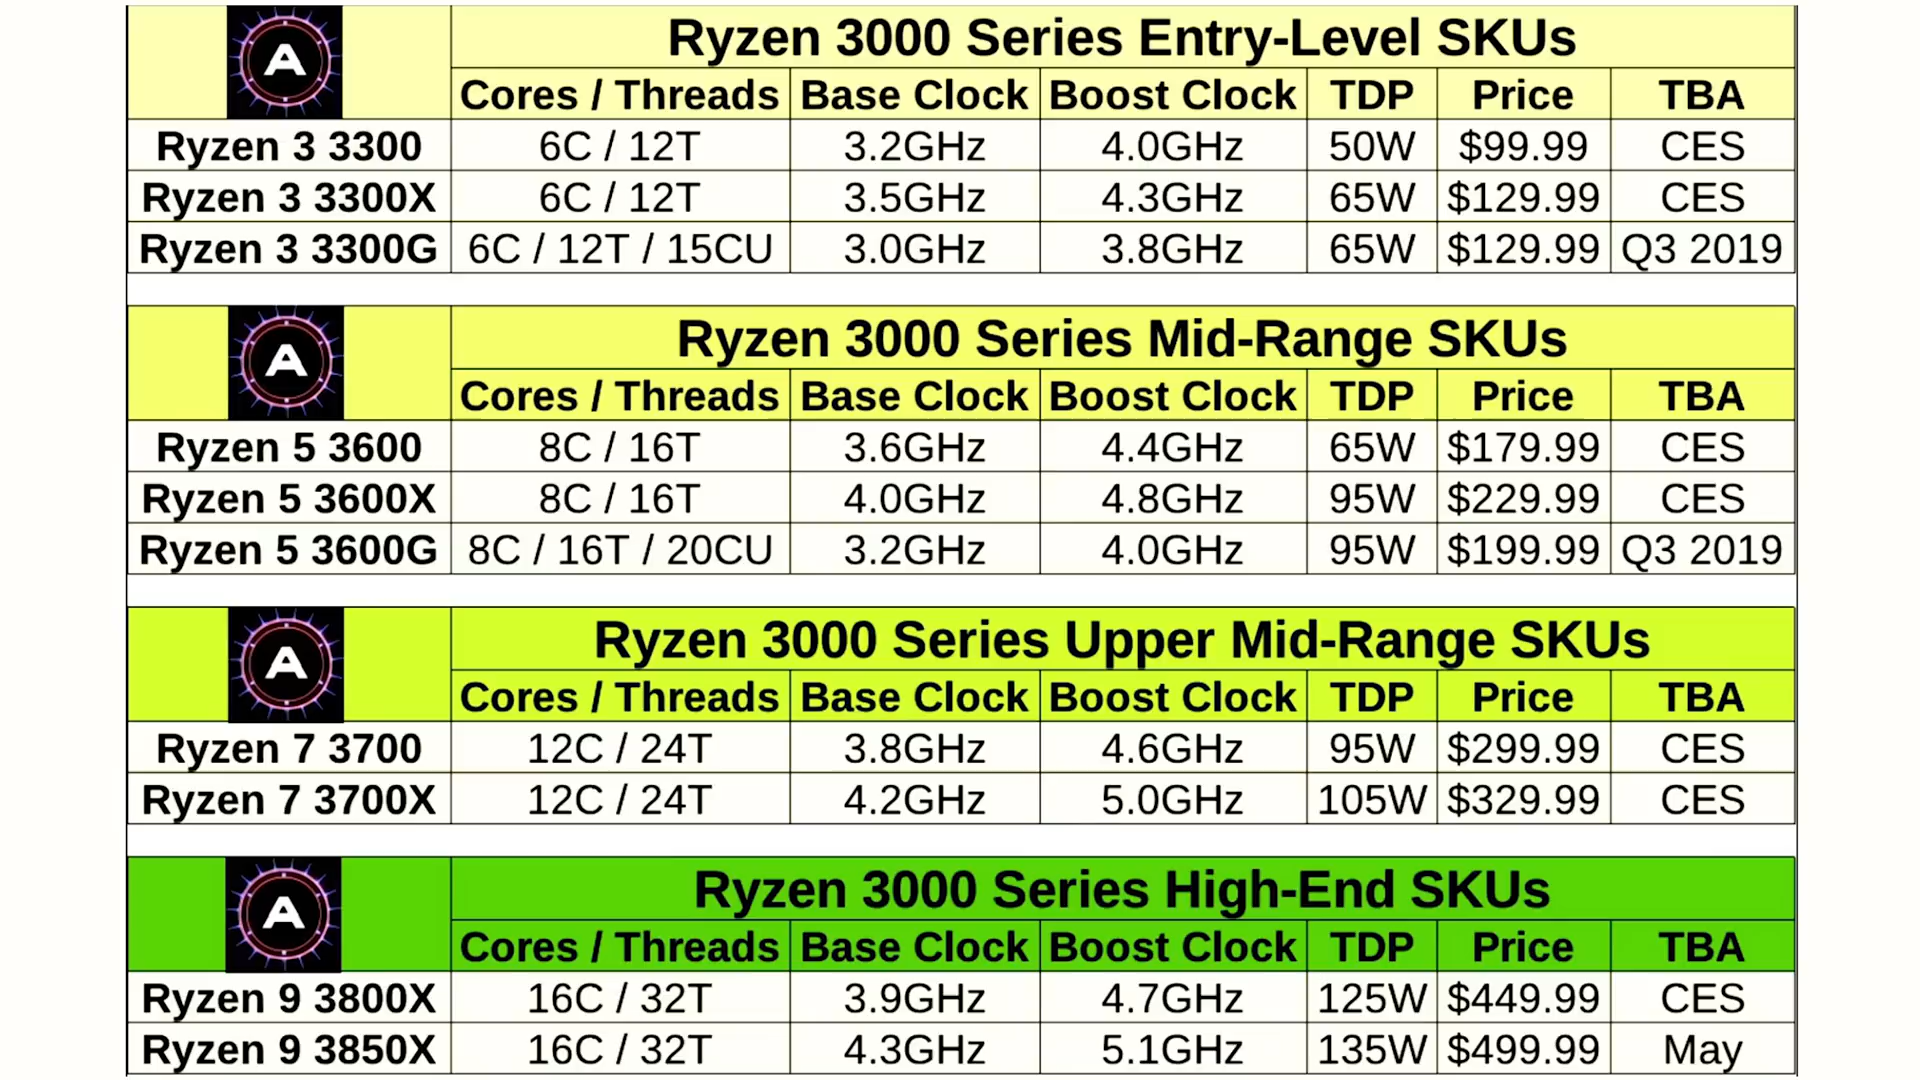 A Ryzen 3000 Series Entry-Level SKUs
Cores / Threads Base Clock Boost Clock TDP Price TBA
Ryzen 3 3300 6C / 12T 3.2GHz 4.0GHz 50W $99.99 CES
Ryzen 3 3300X 6C / 12T 3.5GHz 4.3GHz 65W $129.99 CES
Ryzen 3 3300G 6C / 12T / 15CU 3.0GHz 3.8GHz 65W $129.99 Q3 2019
A Ryzen 3000 Series Mid-Range SKUs
Cores / Threads Base Clock Boost Clock TDP Price TBA
Ryzen 5 3600 8C / 16T 3.6GHz 4.4GHz 65W $179.99 CES
Ryzen 5 3600X 8C / 16T 4.0GHz 4.8GHz 95W $229.99 CES
Ryzen 5 3600G 8C / 16T / 20CU 3.2GHz 4.0GHz 95W $199.99 Q3 2019
A Ryzen 3000 Series Upper Mid-Range SKUs
Cores / Threads Base Clock Boost Clock TDP Price TBA
Ryzen 7 3700 12C / 24T 3.8GHz 4.6GHz 95W $299.99 CES
Ryzen 7 3700X 12C / 24T 4.2GHz 5.0GHz 105W $329.99 CES
A Ryzen 3000 Series High-End SKUs
Cores / Threads Base Clock Boost Clock TDP Price TBA
Ryzen 9 3800X 16C / 32T 3.9GHz 4.7GHz 125W $449.99 CES
Ryzen 9 3850X 16C / 32T 4.3GHz 5.1GHz 135W $499.99 May